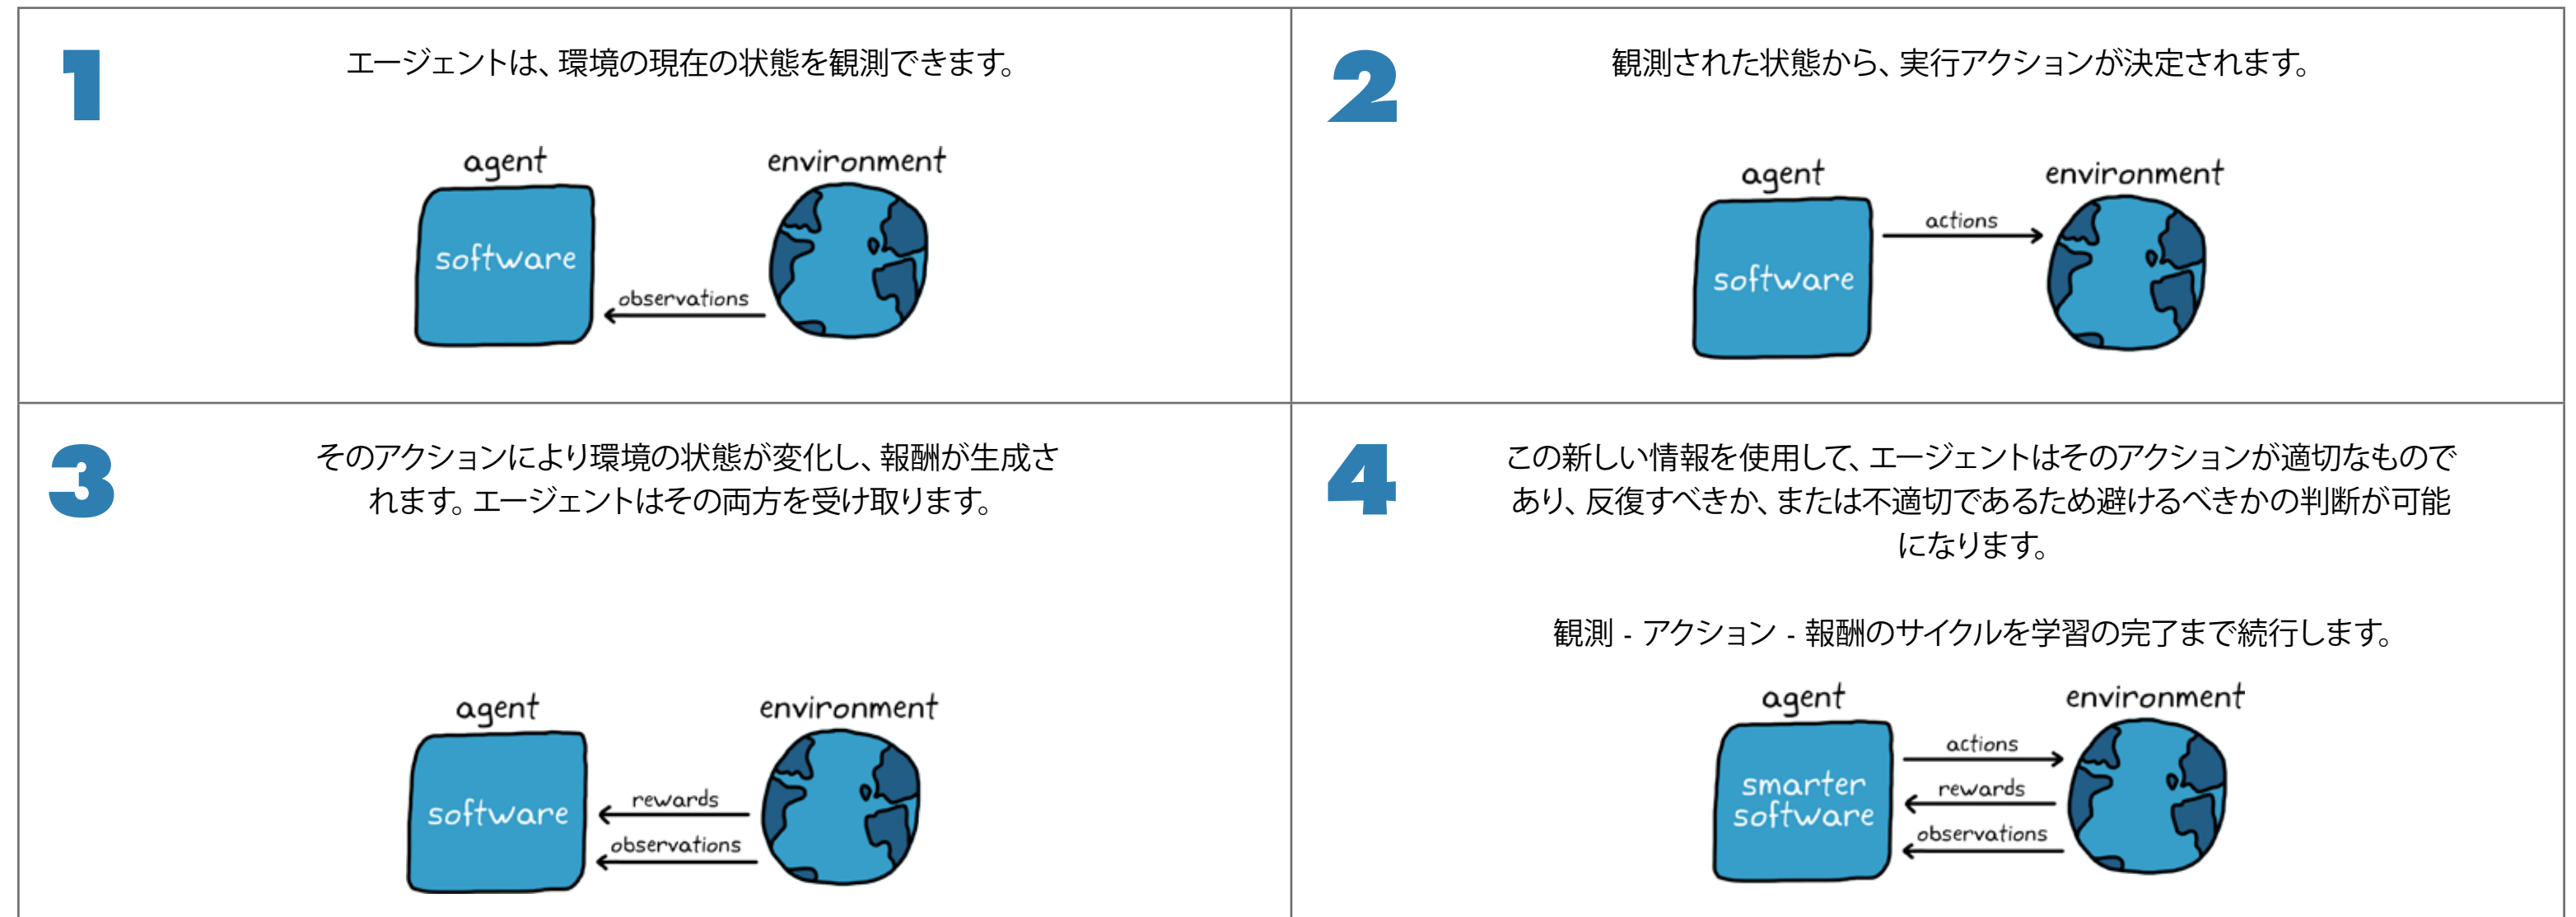 1
エージェントは、環境の現在の状態を観測できます。
agent
environment
software
observations
2
観測された状態から、実行アクションが決定されます。
agent
environment
actions
software
3
そのアクションにより環境の状態が変化し、報酬が生成さ
れます。エージェントはその両方を受け取ります。
agent
environment
software
rewards
observations
4
この新しい情報を使用して、エージェントはそのアクションが適切なもので
あり、反復すべきか、または不適切であるため避けるべきかの判断が可能
になります。
観測 - アクション - 報酬のサイクルを学習の完了まで続行します。
agent
environment
smarter
software
actions
rewards
observations